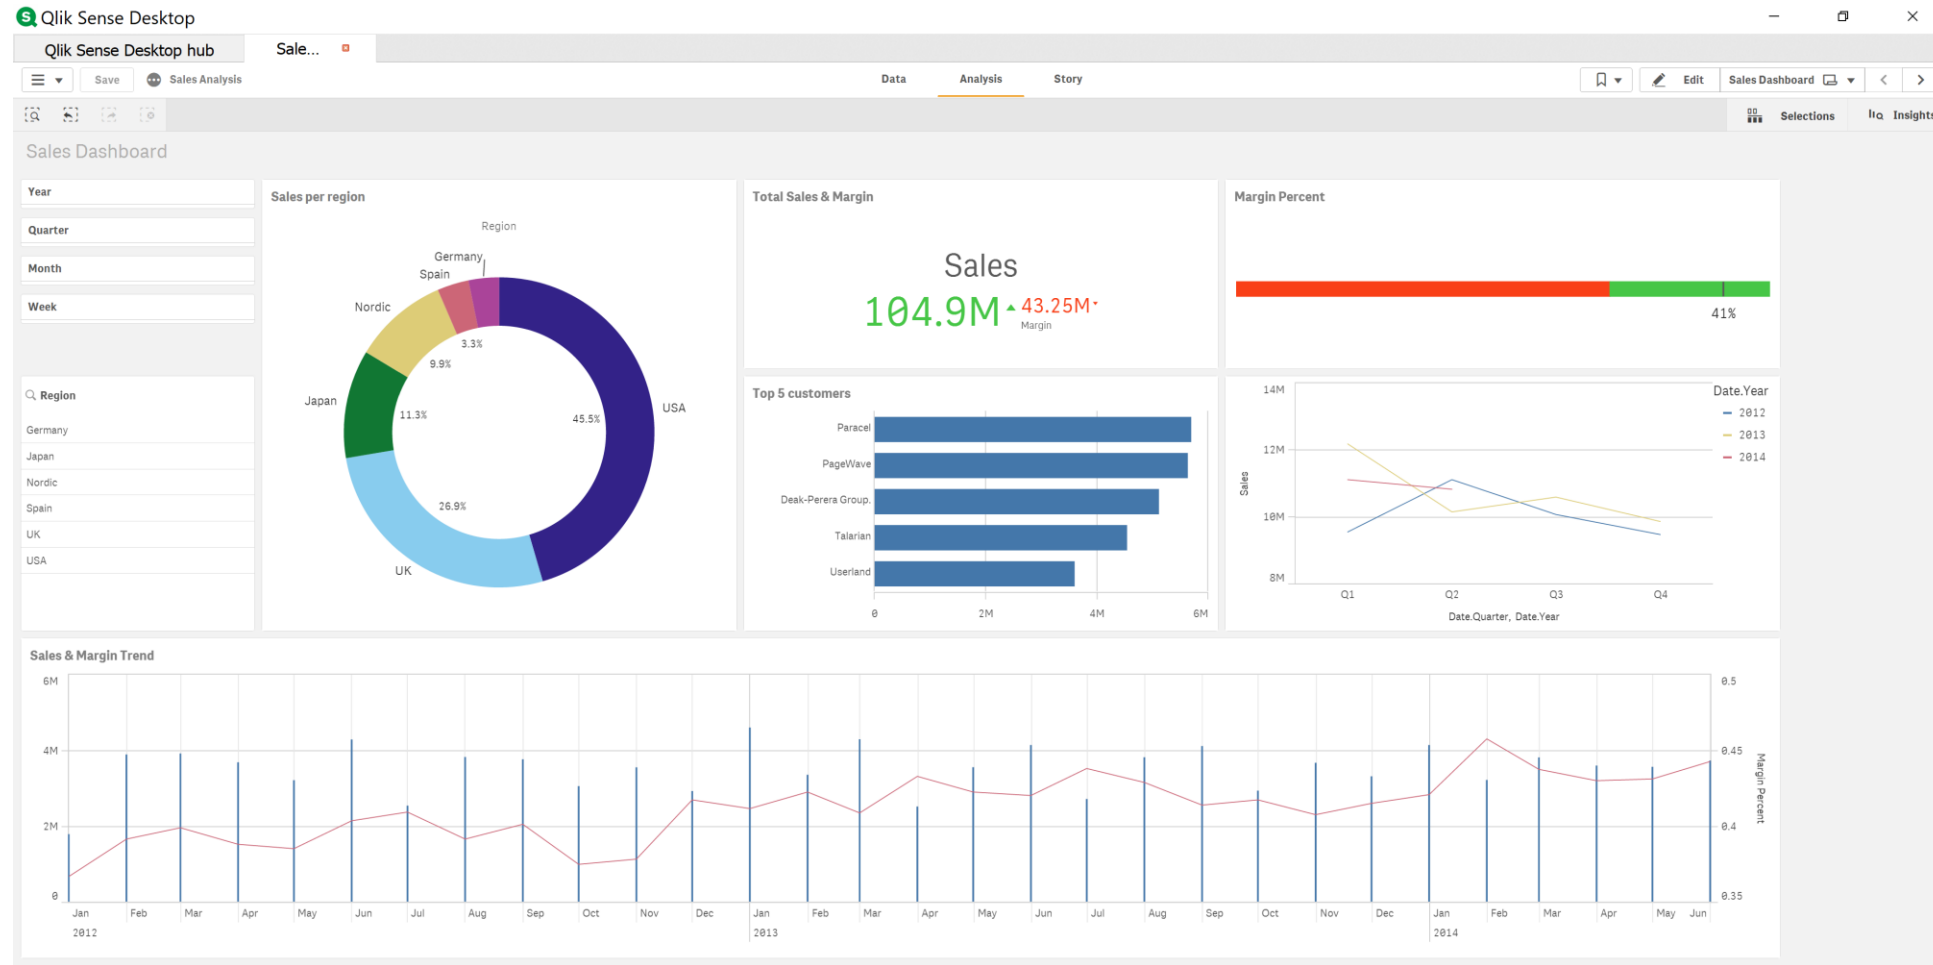 Qlik Sense Desktop
Qlik Sense Desktop hub
Sale...
Save
Sales Analysis
Data
Analysis
Story
Edit
Sales Dashboard
Selections
Insights
Sales Dashboard
Year
Quarter
Month
Week
Region
Germany
Japan
Nordic
Spain
UK
USA
Sales per region
Region
Germany
Spain
Nordic
Japan
USA
UK
3.3%
9.9%
11.3%
45.5%
26.9%
Total Sales & Margin
Sales
104.9M 43.25M
Margin
Margin Percent
41%
Top 5 customers
Paracel
PageWave
Deak-Perera Group.
Talarian
Userland
0 2M 4M 6M
14M
12M
10M
8M
Sales
Q1 Q2 Q3 Q4
Date.Quarter, Date.Year
Date.Year
2012
2013
2014
Sales & Margin Trend
6M
4M
2M
0
0.5
0.45
0.4
0.35
Margin Percent
Jan Feb Mar Apr May Jun Jul Aug Sep Oct Nov Dec Jan Feb Mar Apr May Jun Jul Aug Sep Oct Nov Dec Jan Feb Mar Apr May Jun
2012 2013 2014